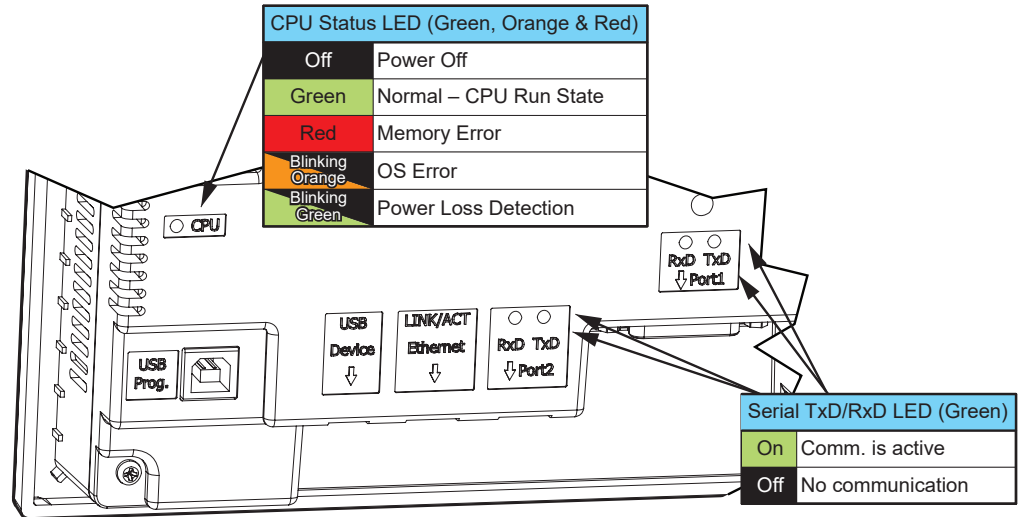 CPU Status LED (Green, Orange & Red)
Off Power Off
Green Normal – CPU Run State
Red Memory Error
Blinking Orange OS Error
Blinking Green Power Loss Detection
CPU
RxD TxD
Port1
USB Device
LINK/ACT Ethernet
RxD TxD
Port2
USB Prog.
Serial TxD/RxD LED (Green)
On Comm. is active
Off No communication